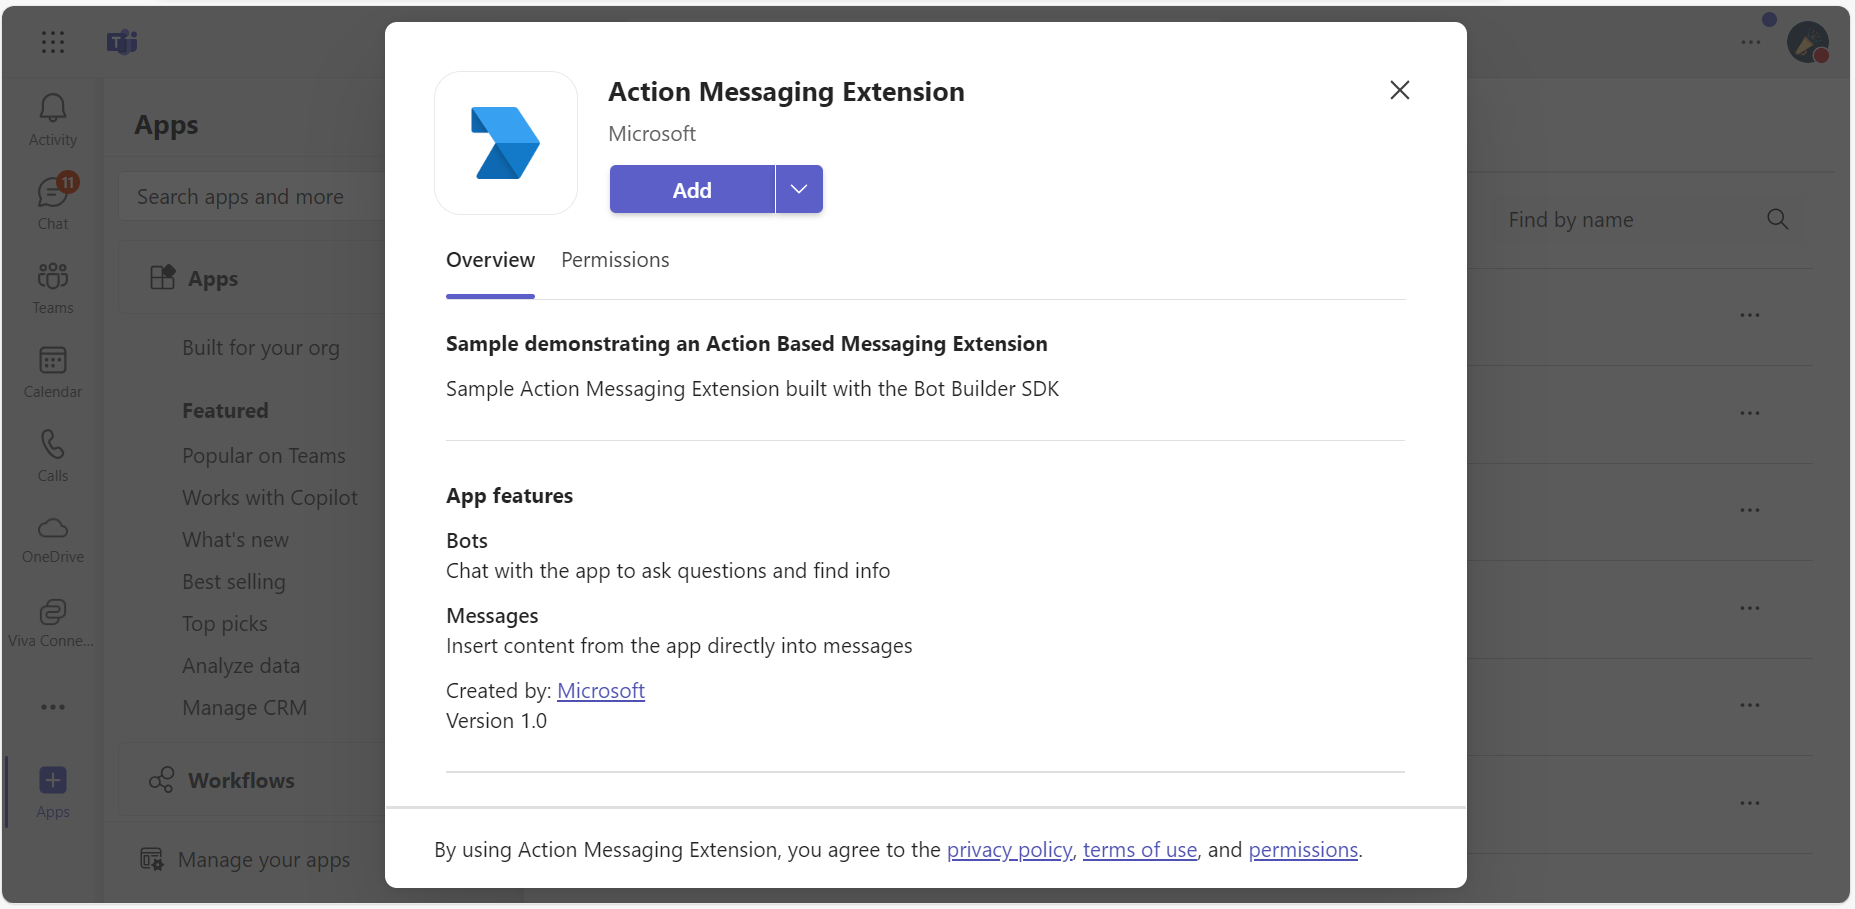 Activity
11
Chat
Teams
Calendar
Calls
OneDrive
Viva Conne...
Apps
Apps
Search apps and more
Apps
Built for your org
Featured
Popular on Teams
Works with Copilot
What's new
Best selling
Top picks
Analyze data
Manage CRM
Workflows
Manage your apps
Find by name
Action Messaging Extension
Microsoft
Add
Overview Permissions
Sample demonstrating an Action Based Messaging Extension
Sample Action Messaging Extension built with the Bot Builder SDK
App features
Bots
Chat with the app to ask questions and find info
Messages
Insert content from the app directly into messages
Created by: Microsoft
Version 1.0
By using Action Messaging Extension, you agree to the privacy policy, terms of use, and permissions.